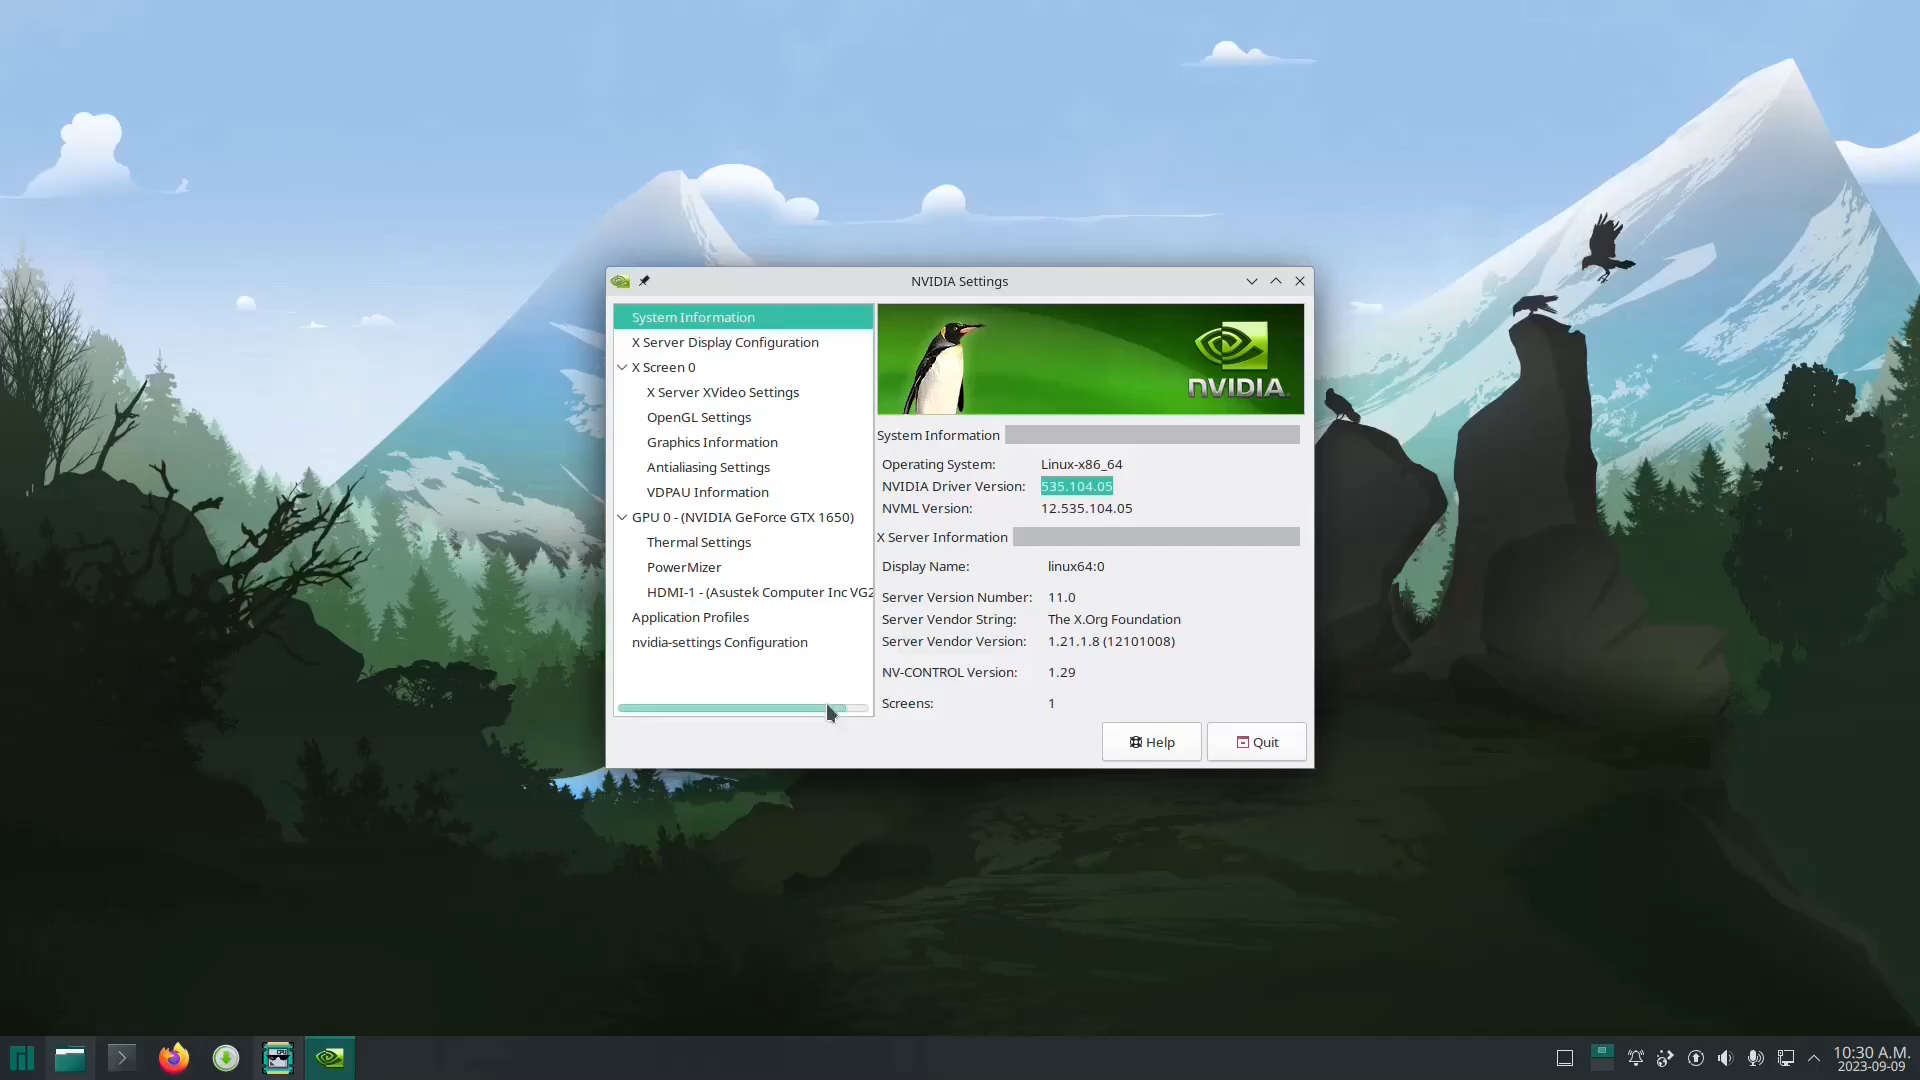 NVIDIA Settings
System Information
X Server Display Configuration
X Screen 0
X Server XVideo Settings
OpenGL Settings
Graphics Information
Antialiasing Settings
VDPAU Information
GPU 0 - (NVIDIA GeForce GTX 1650)
Thermal Settings
PowerMizer
HDMI-1 - (Asustek Computer Inc VG2
Application Profiles
nvidia-settings Configuration
NVIDIA.
System Information
Operating System: Linux-x86_64
NVIDIA Driver Version: 535.104.05
NVML Version: 12.535.104.05
X Server Information
Display Name: linux64:0
Server Version Number: 11.0
Server Vendor String: The X.Org Foundation
Server Vendor Version: 1.21.1.8 (12101008)
NV-CONTROL Version: 1.29
Screens: 1
Help
Quit
CPU
10:30 A.M.
2023-09-09